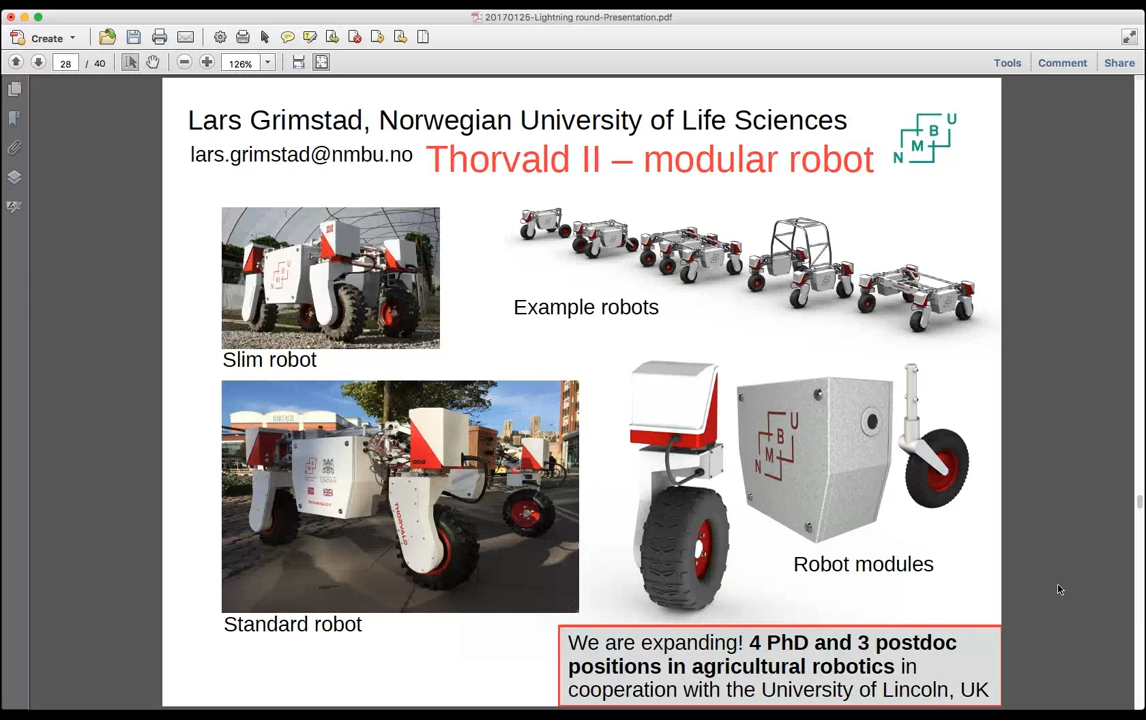 20170125-Lightning round-Presentation.pdf
Create
28 / 40
126%
Tools
Comment
Share
Lars Grimstad, Norwegian University of Life Sciences
lars.grimstad@nmbu.no
Thorvald II – modular robot
N M B U
Slim robot
Example robots
N M B U
THORVALD
Standard robot
N M B U
Robot modules
We are expanding! 4 PhD and 3 postdoc
positions in agricultural robotics in
cooperation with the University of Lincoln, UK